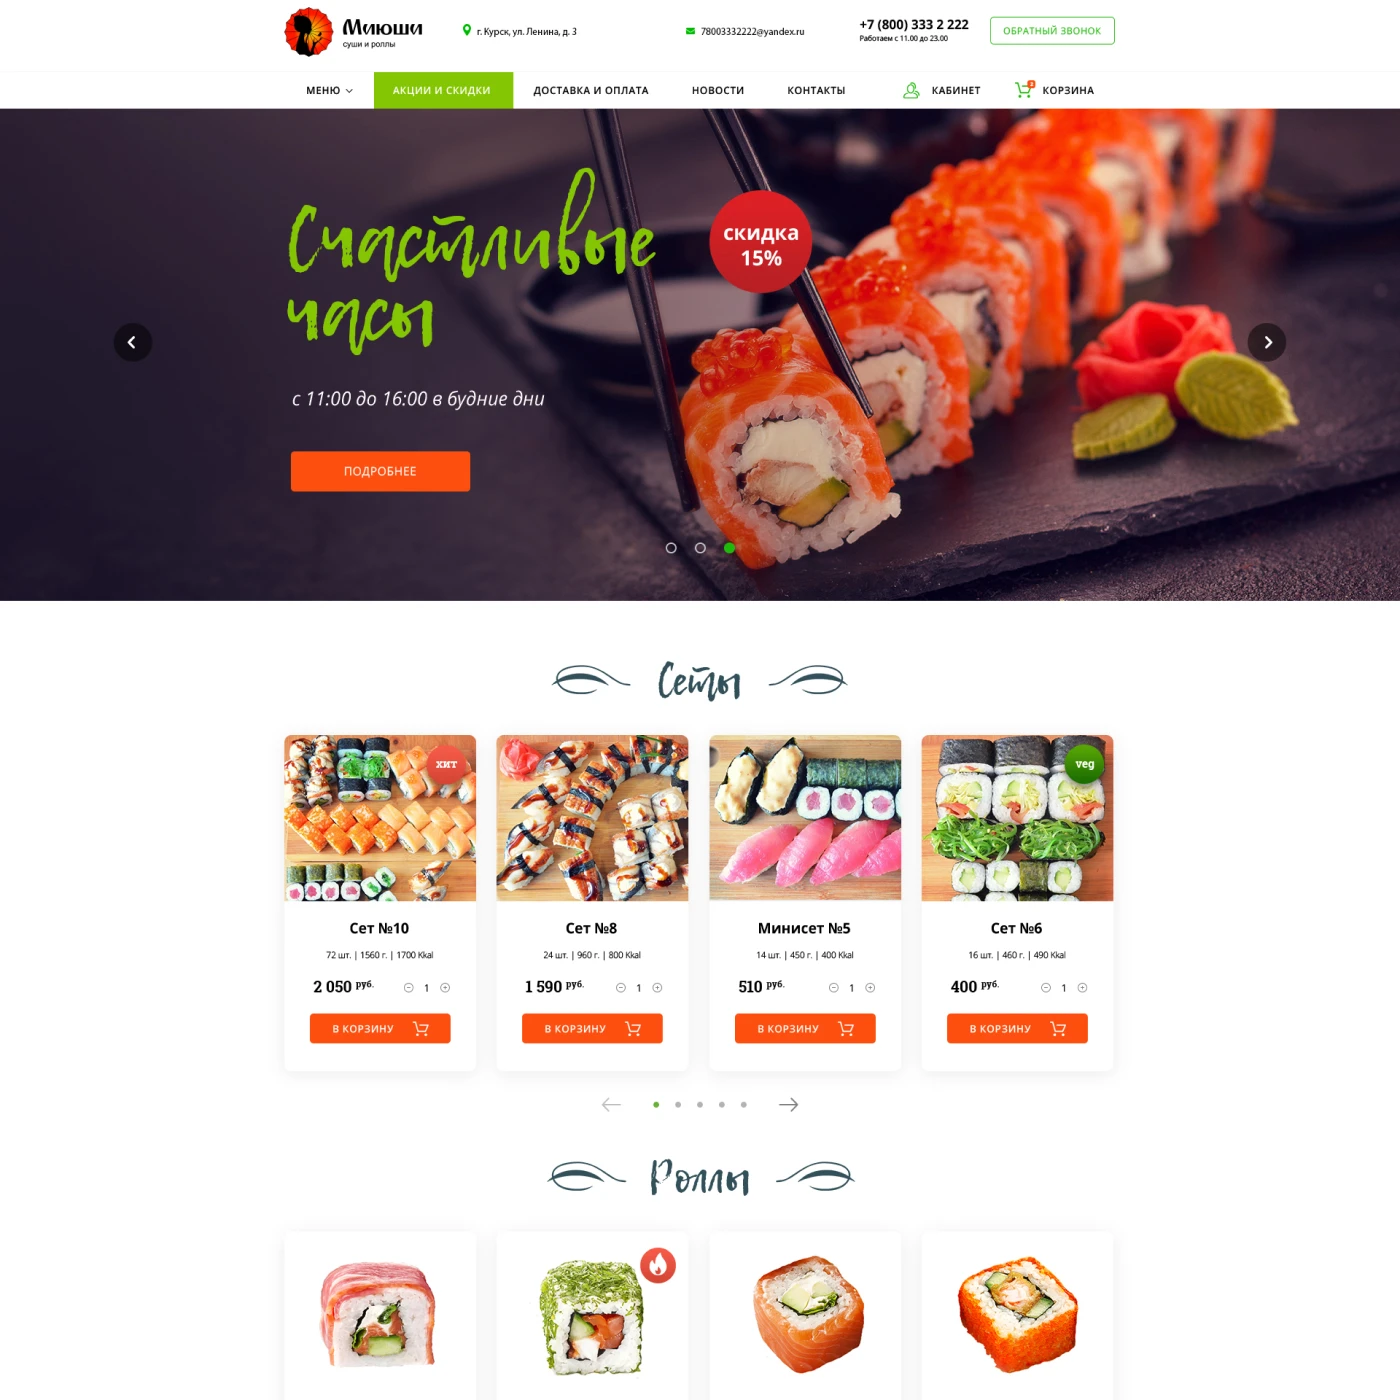 Миюши
суши и роллы
г. Курск, ул. Ленина, д. 3
78003332222@yandex.ru
+7 (800) 333 2 222
Работаем с 11.00 до 23.00
ОБРАТНЫЙ ЗВОНОК
МЕНЮ
АКЦИИ И СКИДКИ
ДОСТАВКА И ОПЛАТА
НОВОСТИ
КОНТАКТЫ
КАБИНЕТ
КОРЗИНА
Счастливые
часы
скидка
15%
с 11:00 до 16:00 в будние дни
ПОДРОБНЕЕ
Сеты
хит
veg
Сет №10
72 шт. | 1560 г. | 1700 Kkal
2 050 руб.
1
В КОРЗИНУ
Сет №8
24 шт. | 960 г. | 800 Kkal
1 590 руб.
1
В КОРЗИНУ
Минисет №5
14 шт. | 450 г. | 400 Kkal
510 руб.
1
В КОРЗИНУ
Сет №6
16 шт. | 460 г. | 490 Kkal
400 руб.
1
В КОРЗИНУ
Роллы